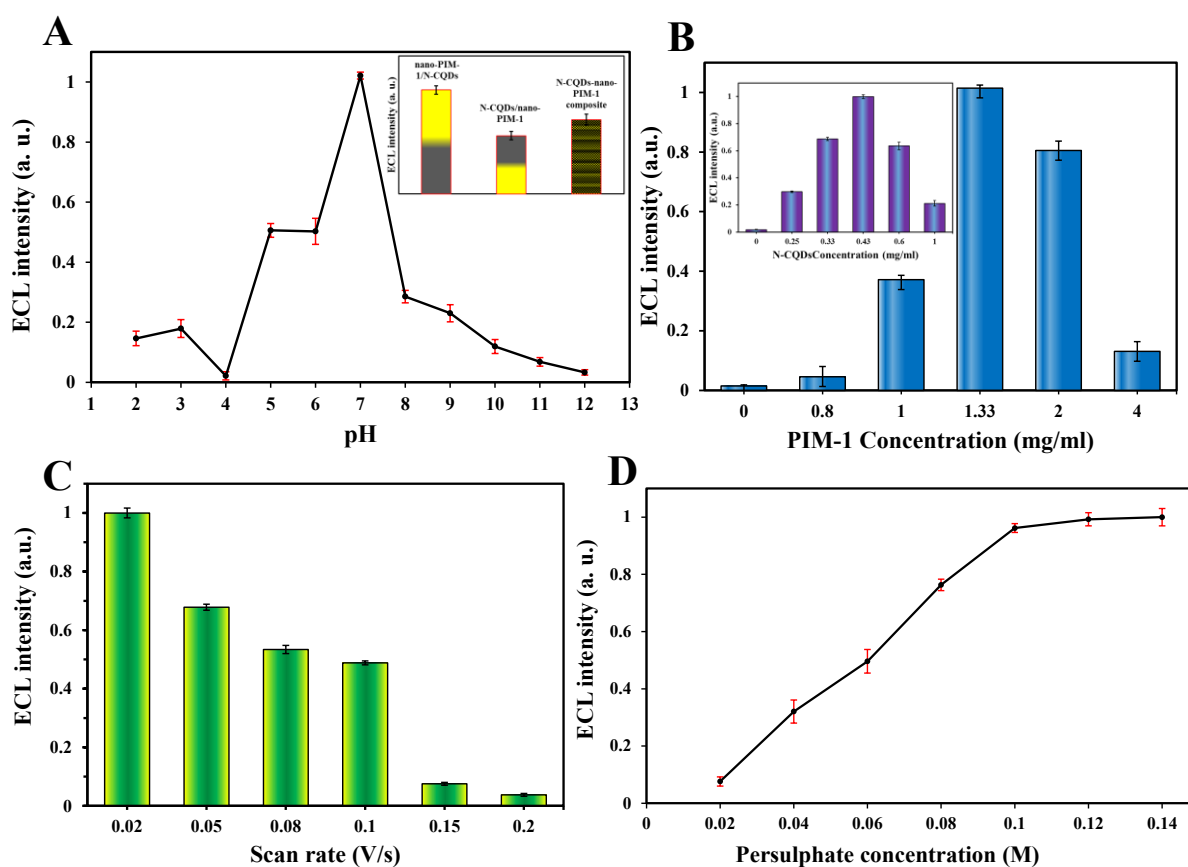 A
ECL intensity (a. u.)
1
0.8
0.6
0.4
0.2
0
1 2 3 4 5 6 7 8 9 10 11 12 13
pH
ECL intensity (a. u.)
nano-PIM-
1/N-CQDs
N-CQDs/nano-
PIM-1
N-CQDs-nano-
PIM-1
composite
B
ECL intensity (a.u.)
1
0.8
0.6
0.4
0.2
0
0 0.8 1 1.33 2 4
PIM-1 Concentration (mg/ml)
ECL intensity (a.u.)
1
0.8
0.6
0.4
0.2
0
0 0.25 0.33 0.43 0.6 1
N-CQDsConcentration (mg/ml)
C
ECL intensity (a.u.)
1
0.8
0.6
0.4
0.2
0
0.02 0.05 0.08 0.1 0.15 0.2
Scan rate (V/s)
D
ECL intensity (a. u.)
1
0.8
0.6
0.4
0.2
0
0 0.02 0.04 0.06 0.08 0.1 0.12 0.14
Persulphate concentration (M)